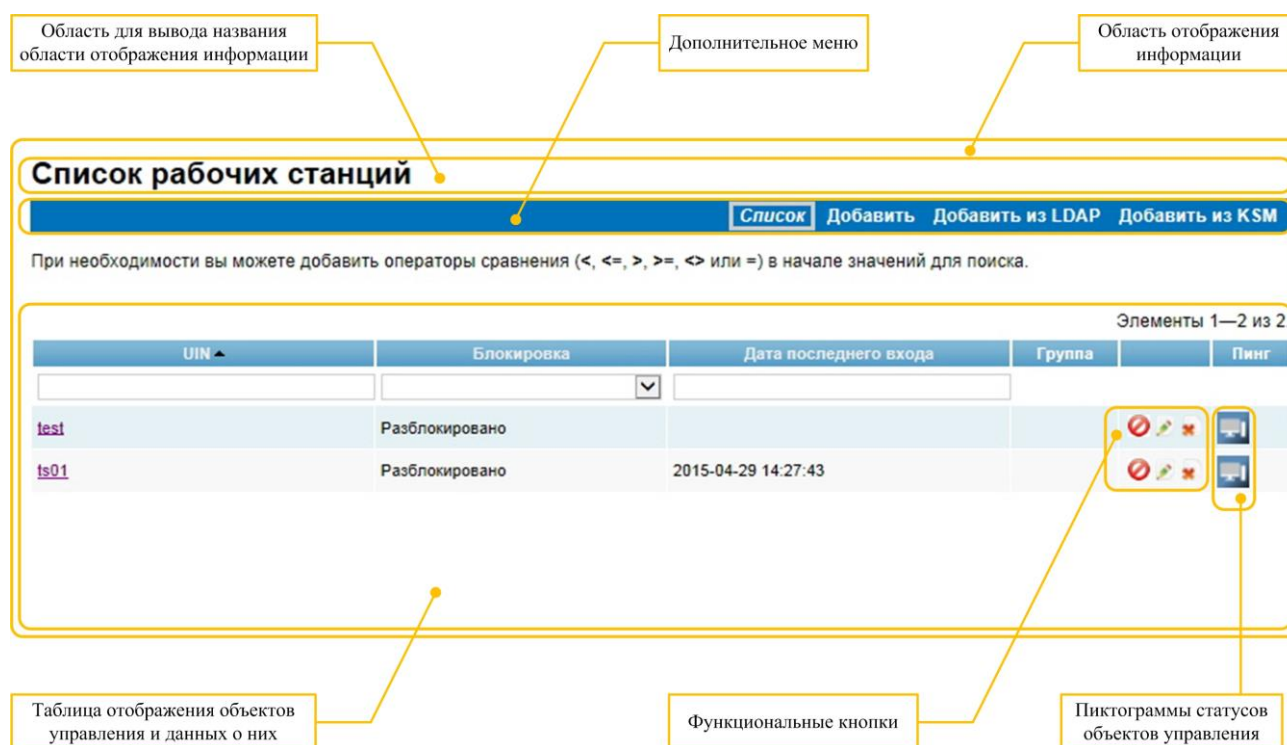 Область для вывода названия
области отображения информации
Дополнительное меню
Область отображения
информации
Список рабочих станций
Список Добавить Добавить из LDAP Добавить из KSM
При необходимости вы можете добавить операторы сравнения (<, <=, >, >=, <> или =) в начале значений для поиска.
Элементы 1—2 из 2
UIN Блокировка Дата последнего входа Группа Пинг
test Разблокировано
ts01 Разблокировано 2015-04-29 14:27:43
Таблица отображения объектов
управления и данных о них
Функциональные кнопки
Пиктограммы статусов
объектов управления